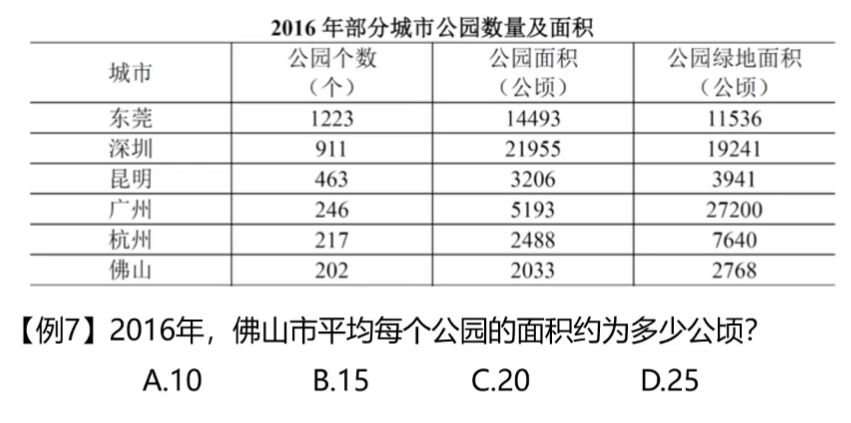 2016 年部分城市公园数量及面积
城市 公园个数（个） 公园面积（公顷） 公园绿地面积（公顷）
东莞 1223 14493 11536
深圳 911 21955 19241
昆明 463 3206 3941
广州 246 5193 27200
杭州 217 2488 7640
佛山 202 2033 2768
【例7】2016年，佛山市平均每个公园的面积约为多少公顷？
A.10 B.15 C.20 D.25